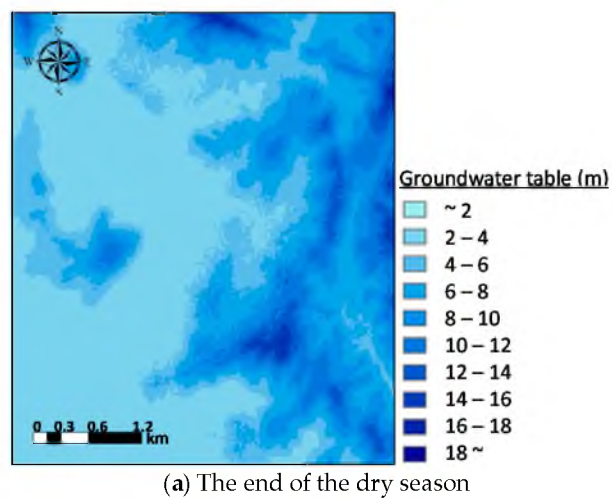 N
W E
S
Groundwater table (m)
~ 2
2 – 4
4 – 6
6 – 8
8 – 10
10 – 12
12 – 14
14 – 16
16 – 18
18 ~
0 0.3 0.6 1.2
km
(a) The end of the dry season